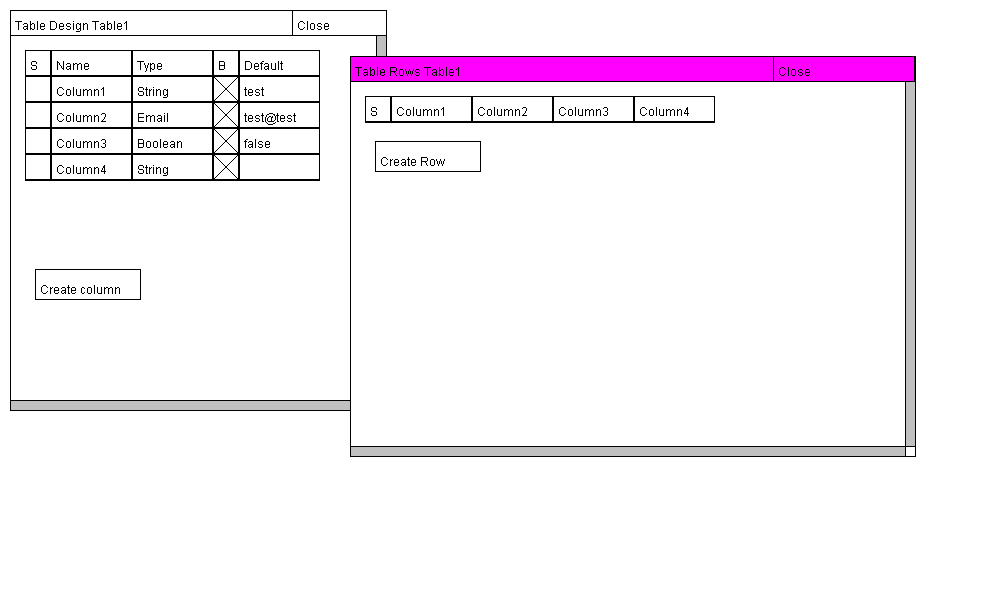 Table Design Table1 Close
S Name Type B Default
Column1 String test
Column2 Email test@test
Column3 Boolean false
Column4 String
Create column
Table Rows Table1 Close
S Column1 Column2 Column3 Column4
Create Row